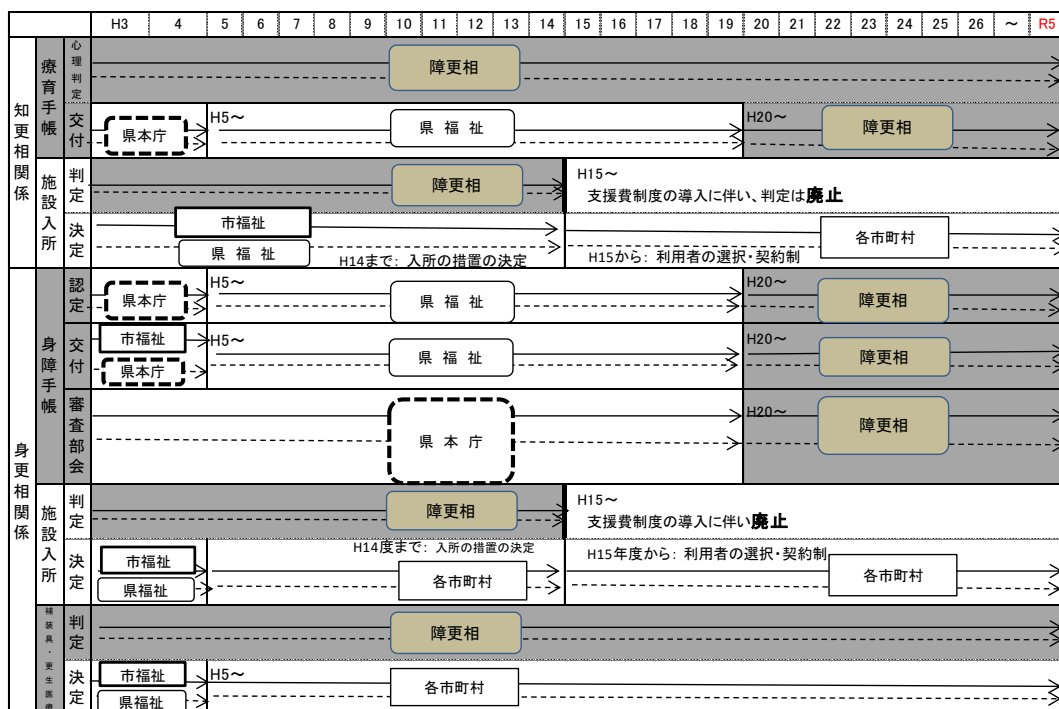 H3 4 5 6 7 8 9 10 11 12 13 14 15 16 17 18 19 20 21 22 23 24 25 26 ～ R5
知更相関係
療育手帳
心理判定
障更相
交付
県本庁
H5～
県 福 祉
H20～
障更相
施設入所
判定
障更相
H15～
支援費制度の導入に伴い、判定は廃止
決定
市福祉
県 福 祉
H14まで： 入所の措置の決定
H15から： 利用者の選択・契約制
各市町村
身更相関係
身障手帳
認定
県本庁
H5～
県 福 祉
H20～
障更相
交付
市福祉
県本庁
H5～
県 福 祉
H20～
障更相
審査部会
県 本 庁
H20～
障更相
施設入所
判定
障更相
H15～
支援費制度の導入に伴い廃止
決定
市福祉
県福祉
H14度まで： 入所の措置の決定
各市町村
H15年度から： 利用者の選択・契約制
各市町村
補装具・更生医療
判定
障更相
決定
市福祉
県福祉
H5～
各市町村